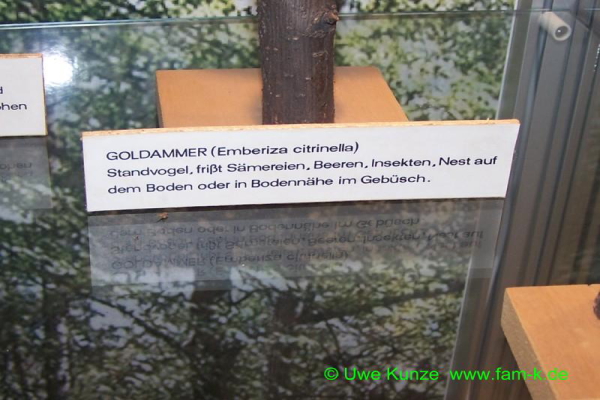 GOLDAMMER (Emberiza citrinella)
Standvogel, frißt Sämereien, Beeren, Insekten, Nest auf
dem Boden oder in Bodennähe im Gebüsch.
© Uwe Kunze www.fam-k.de